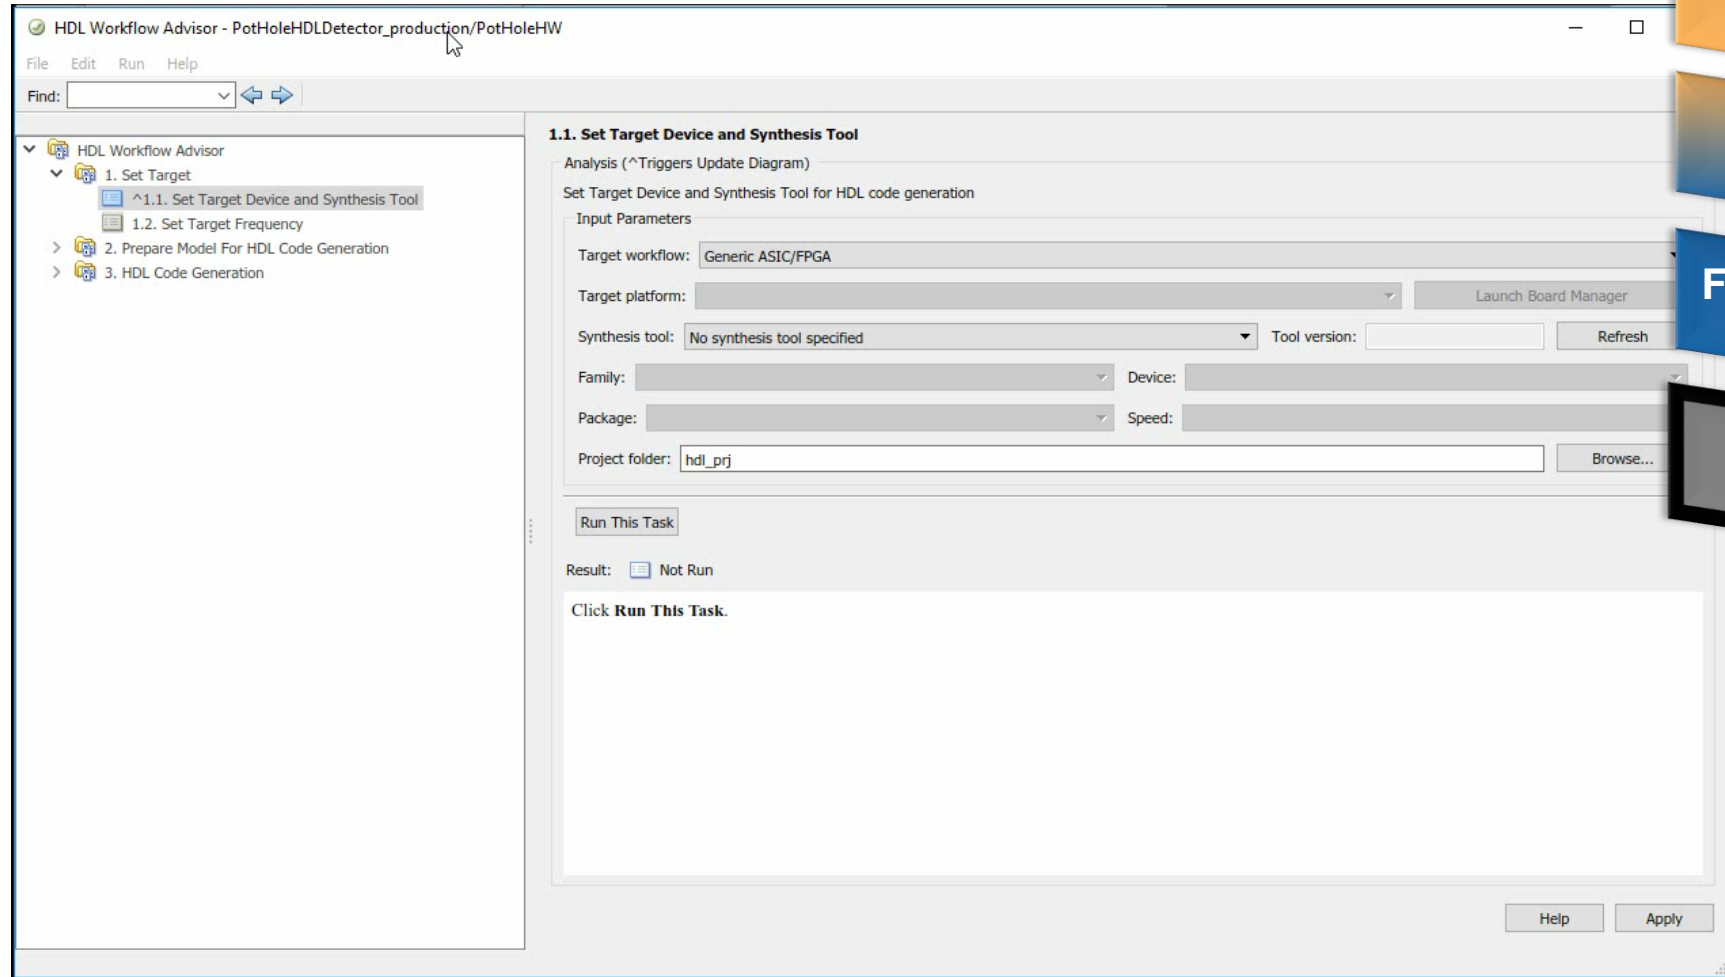 HDL Workflow Advisor - PotHoleHDLDetector_production/PotHoleHW
File Edit Run Help
Find:
HDL Workflow Advisor
1. Set Target
^1.1. Set Target Device and Synthesis Tool
1.2. Set Target Frequency
2. Prepare Model For HDL Code Generation
3. HDL Code Generation
1.1. Set Target Device and Synthesis Tool
Analysis (^Triggers Update Diagram)
Set Target Device and Synthesis Tool for HDL code generation
Input Parameters
Target workflow: Generic ASIC/FPGA
Target platform: Launch Board Manager
Synthesis tool: No synthesis tool specified Tool version: Refresh
Family: Device:
Package: Speed:
Project folder: hdl_prj Browse...
Run This Task
Result: Not Run
Click Run This Task.
Help Apply
F